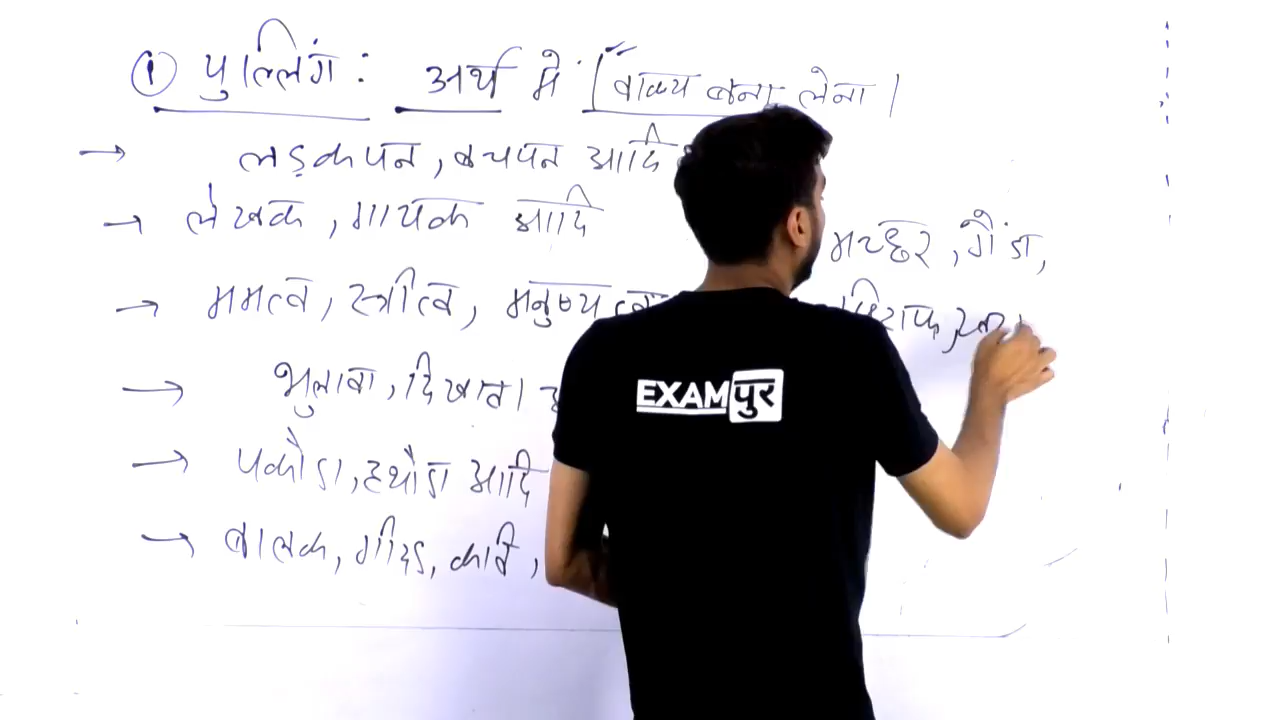 ① पुल्लिंग : अर्थ में "वाक्य बना लेना।
→ लड़कपन, बचपन आदि
→ लेखक, गायक आदि
मच्छर, गैंडा,
→ ममत्व, स्त्रीत्व, मनुष्यत्व
→ भुलावा, दिखावा
→ पकौड़ा, हथौड़ा आदि
→ बालक, गीदड़, कवि,
EXAMपुर